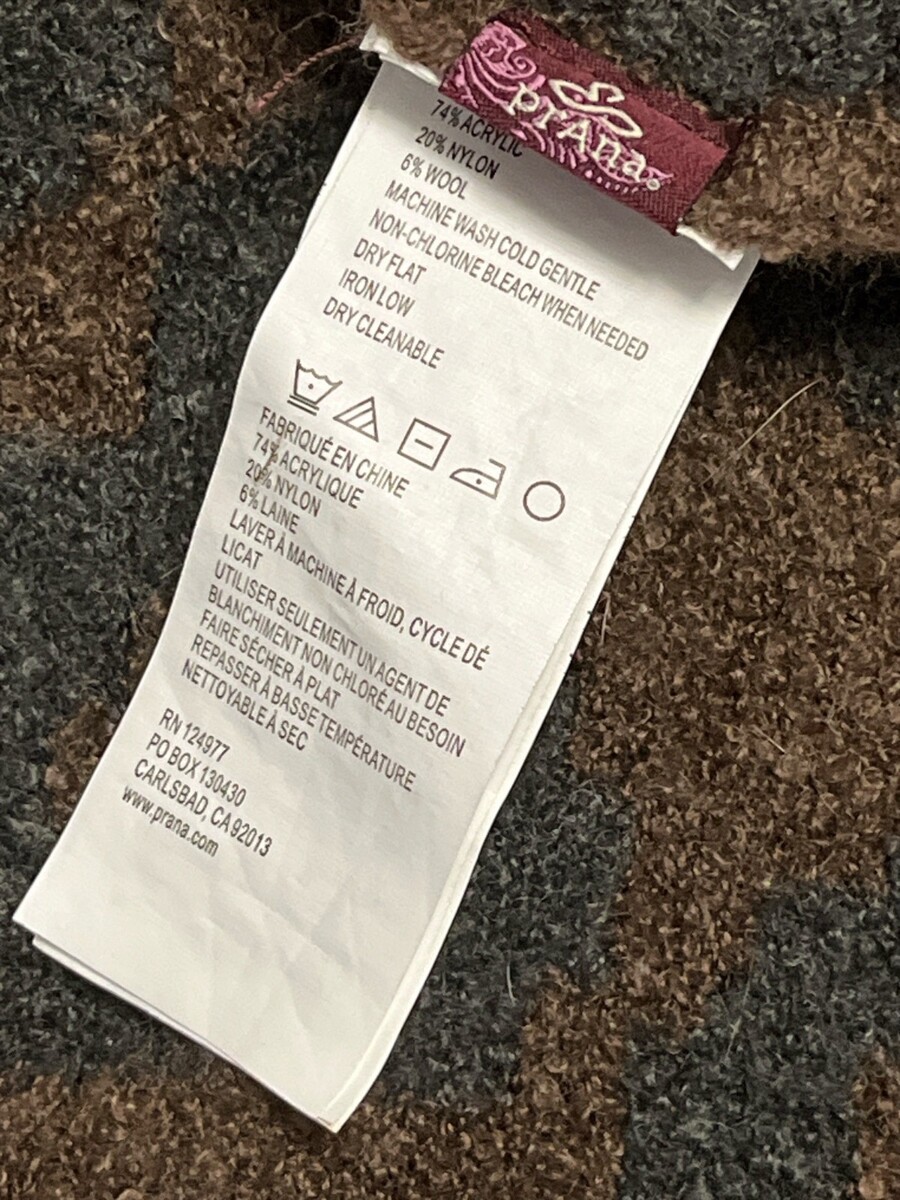 prAna
74% ACRYLIC
20% NYLON
6% WOOL
MACHINE WASH COLD GENTLE
NON-CHLORINE BLEACH WHEN NEEDED
DRY FLAT
IRON LOW
DRY CLEANABLE
FABRIQUÉ EN CHINE
74% ACRYLIQUE
20% NYLON
6% LAINE
LAVER À MACHINE À FROID, CYCLE DÉ
LICAT
UTILISER SEULEMENT UN AGENT DE
BLANCHIMENT NON CHLORÉ AU BESOIN
FAIRE SÉCHER À PLAT
REPASSER À BASSE TEMPÉRATURE
NETTOYABLE À SEC
RN 124977
PO BOX 130430
CARLSBAD, CA 92013
www.prana.com